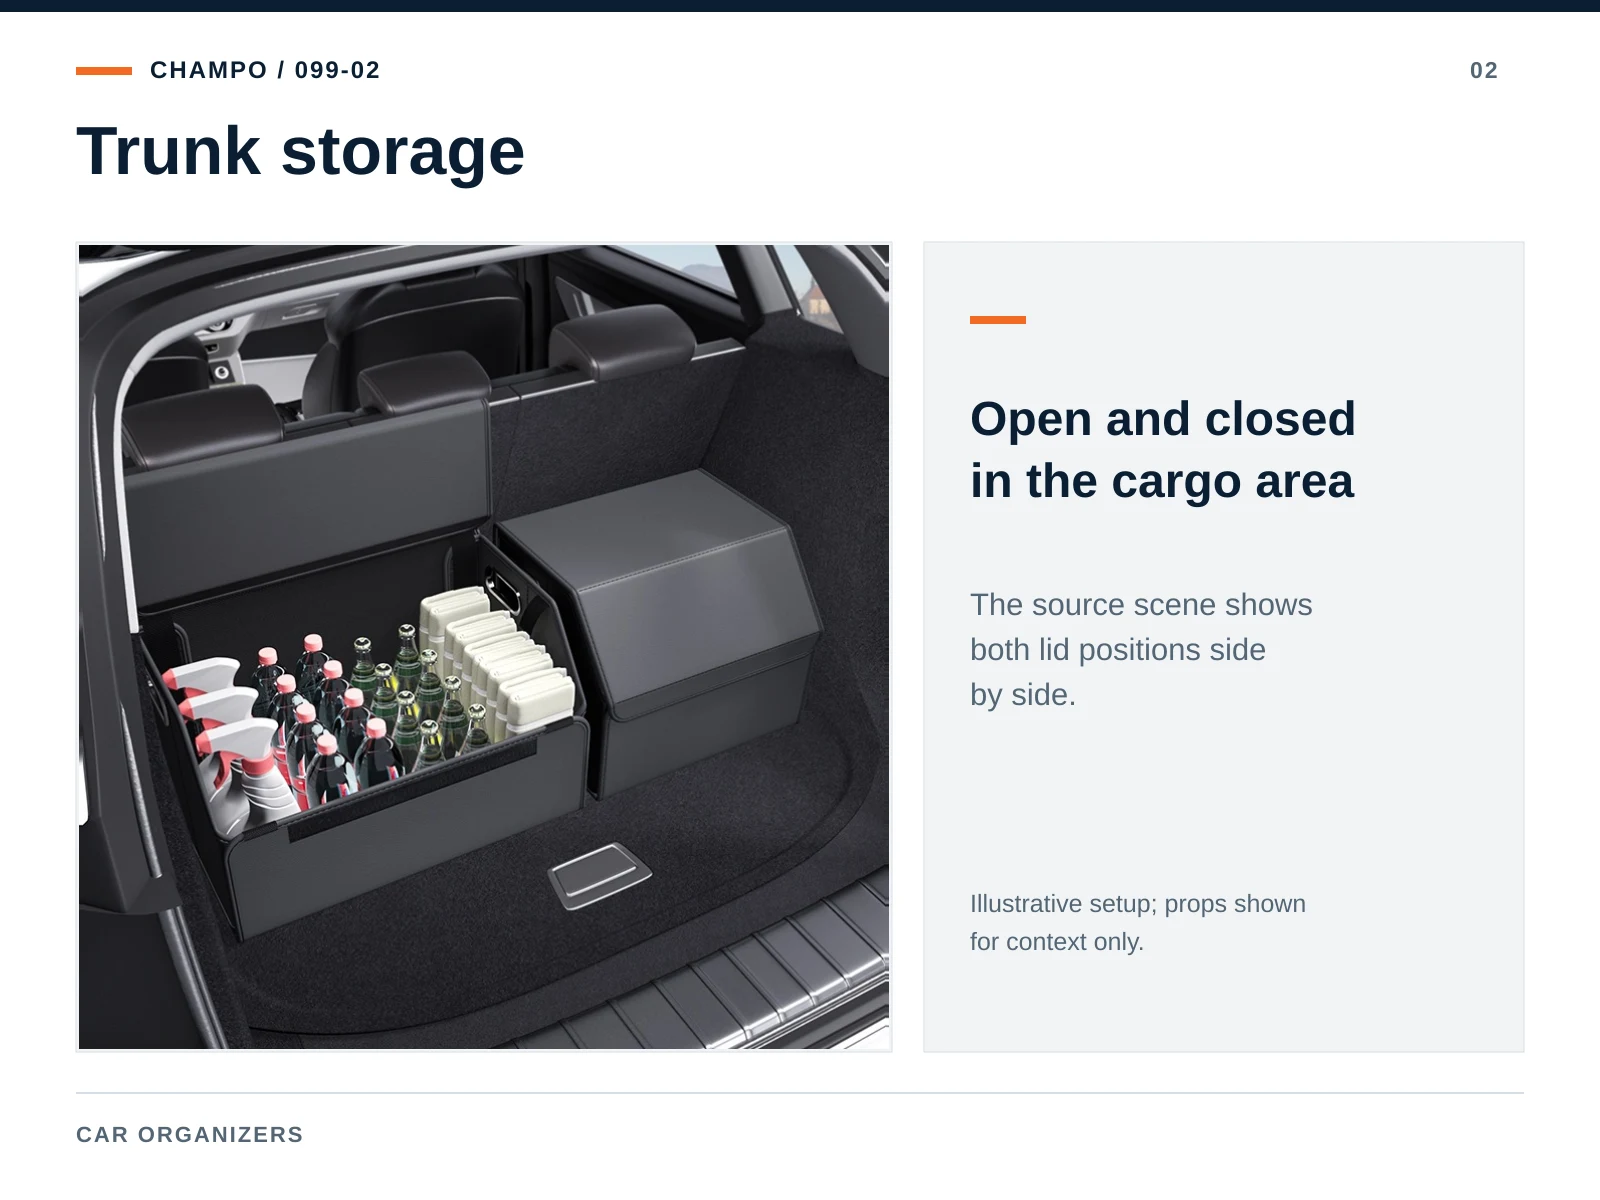 CHAMPO / 099-02
02
Trunk storage
Open and closed
in the cargo area
The source scene shows
both lid positions side
by side.
Illustrative setup; props shown
for context only.
CAR ORGANIZERS